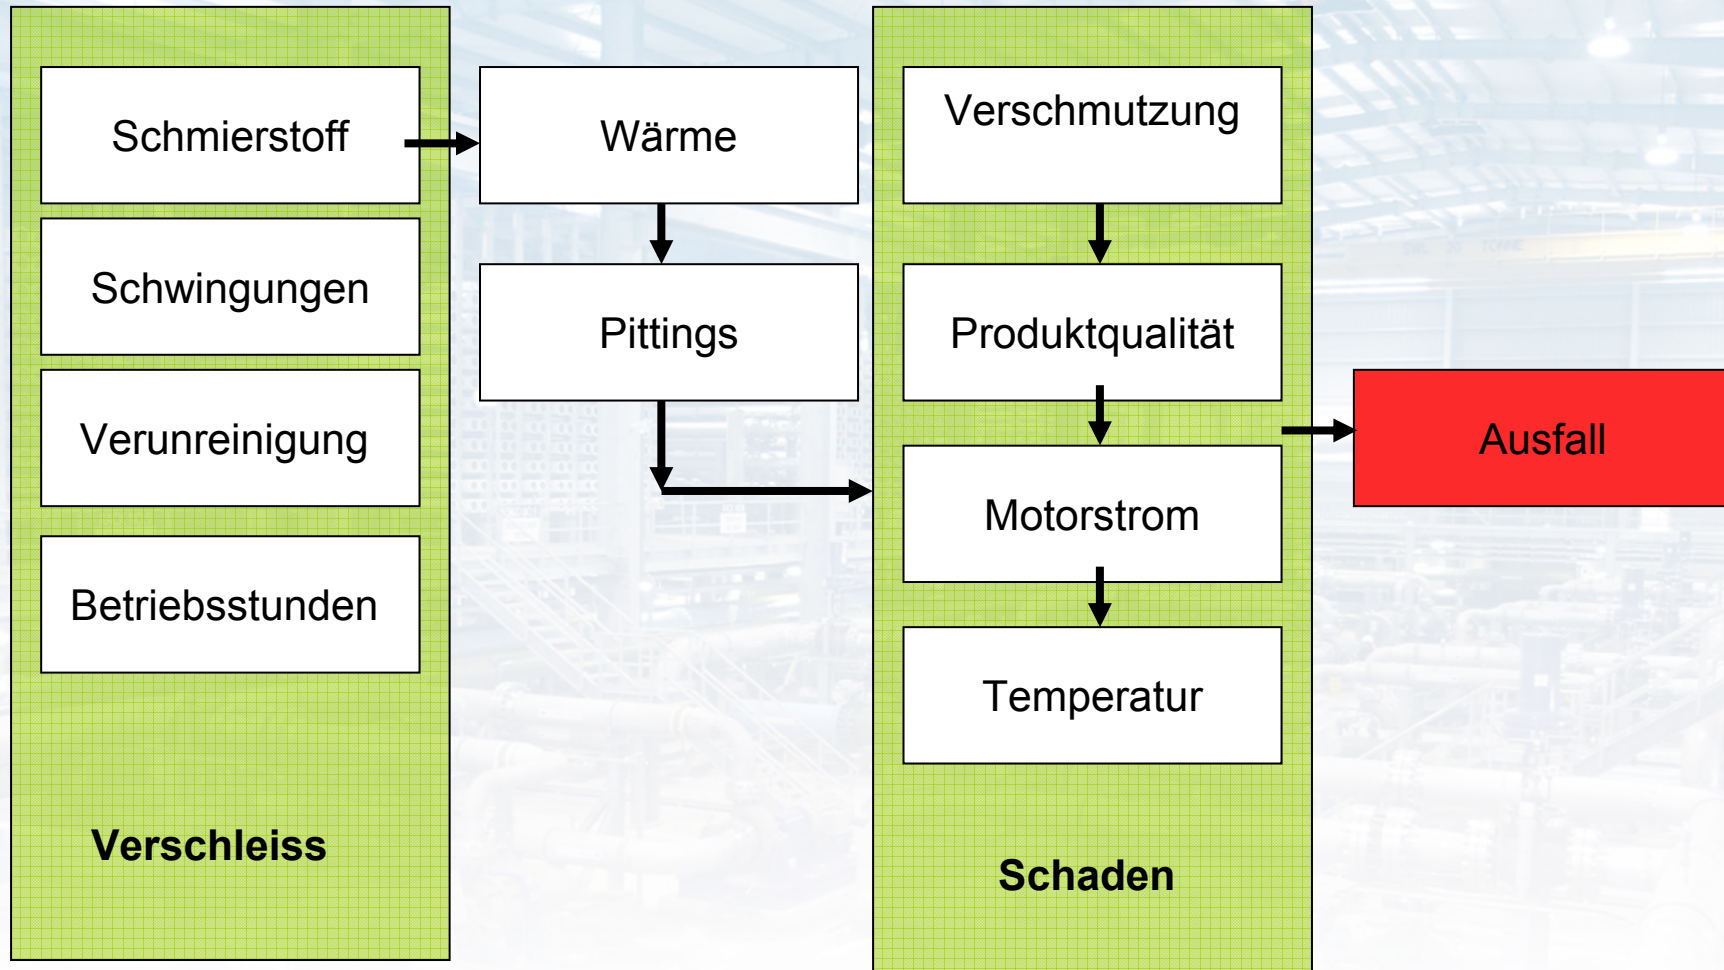 Schmierstoff
Schwingungen
Verunreinigung
Betriebsstunden
Verschleiss
Wärme
Pittings
Verschmutzung
Produktqualität
Motorstrom
Temperatur
Schaden
Ausfall